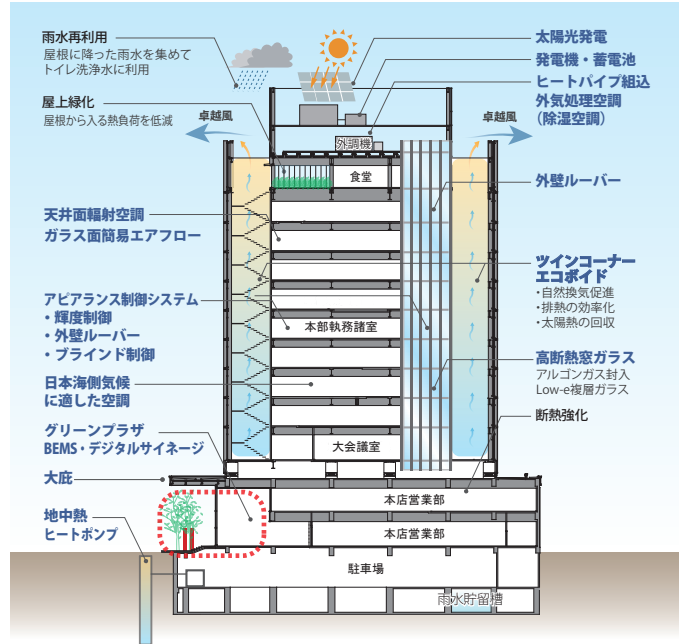 雨水再利用
屋根に降った雨水を集めて
トイレ洗浄水に利用
屋上緑化
屋根から入る熱負荷を低減
卓越風
太陽光発電
発電機・蓄電池
ヒートパイプ組込
外気処理空調
(除湿空調)
卓越風
外調機
食堂
外壁ルーバー
天井面輻射空調
ガラス面簡易エアフロー
ツインコーナー
エコボイド
・自然換気促進
・排熱の効率化
・太陽熱の回収
アピアランス制御システム
・輝度制御
・外壁ルーバー
・ブラインド制御
本部執務諸室
高断熱窓ガラス
アルゴンガス封入
Low-e複層ガラス
日本海側気候
に適した空調
断熱強化
グリーンプラザ
BEMS・デジタルサイネージ
大会議室
大庇
本店営業部
地中熱
ヒートポンプ
本店営業部
駐車場
雨水貯留槽